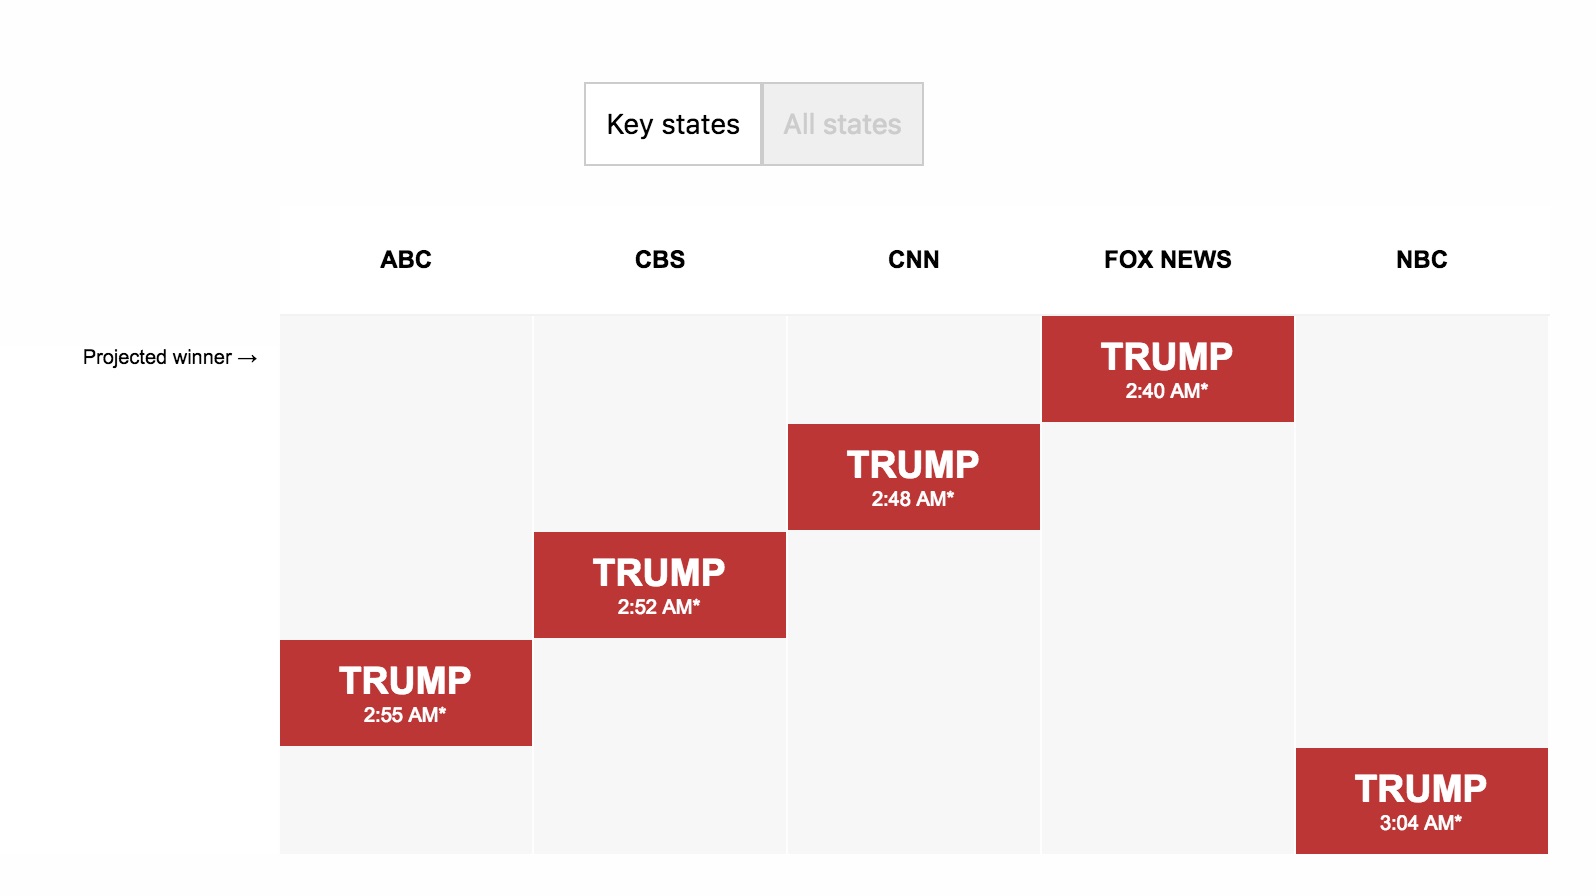 Key states All states
ABC CBS CNN FOX NEWS NBC
Projected winner →
TRUMP
2:40 AM*
TRUMP
2:48 AM*
TRUMP
2:52 AM*
TRUMP
2:55 AM*
TRUMP
3:04 AM*